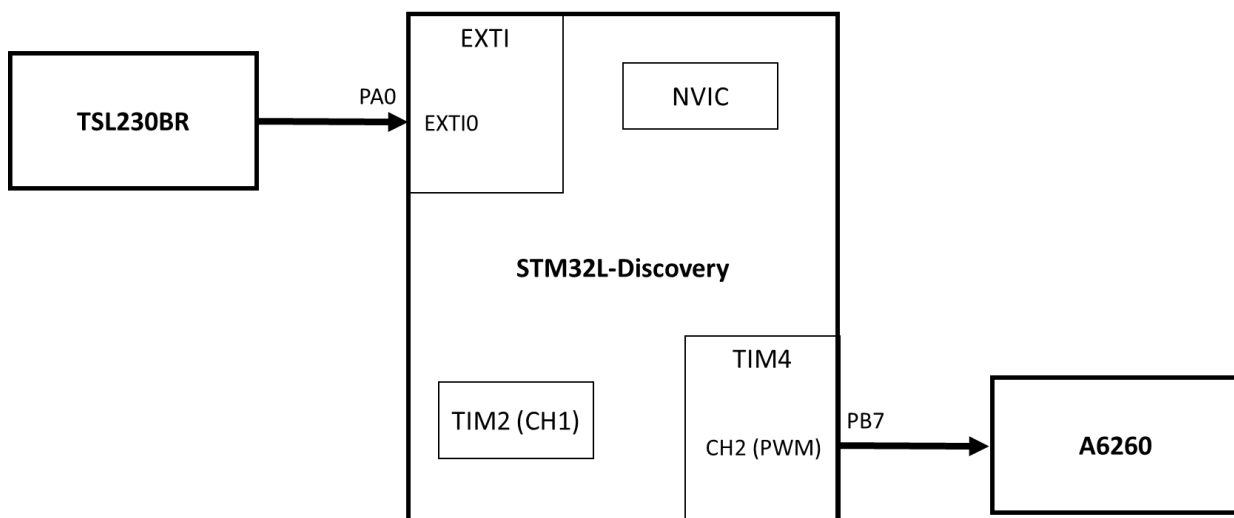 EXTI
NVIC
PA0
TSL230BR
EXTI0
STM32L-Discovery
TIM4
TIM2 (CH1)
PB7
CH2 (PWM)
A6260